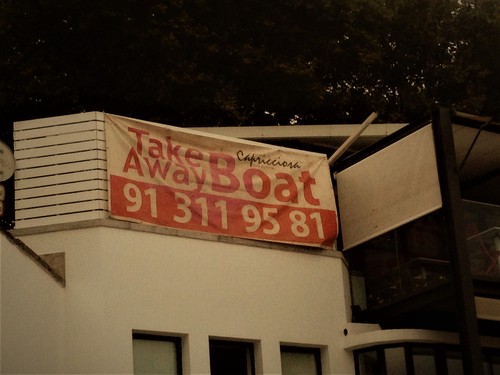 Take
Away Boat
Capricciosa
91 311 95 81